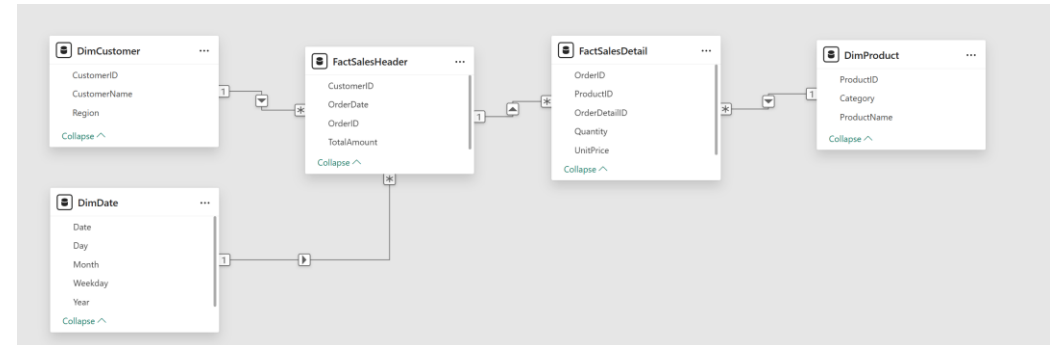 DimCustomer ...
CustomerID
CustomerName
Region
Collapse
1
*
FactSalesHeader ...
CustomerID
OrderDate
OrderID
TotalAmount
Collapse
1
*
*
FactSalesDetail ...
OrderID
ProductID
OrderDetailID
Quantity
UnitPrice
Collapse
*
1
DimProduct ...
ProductID
Category
ProductName
Collapse
DimDate ...
Date
Day
Month
Weekday
Year
Collapse
1